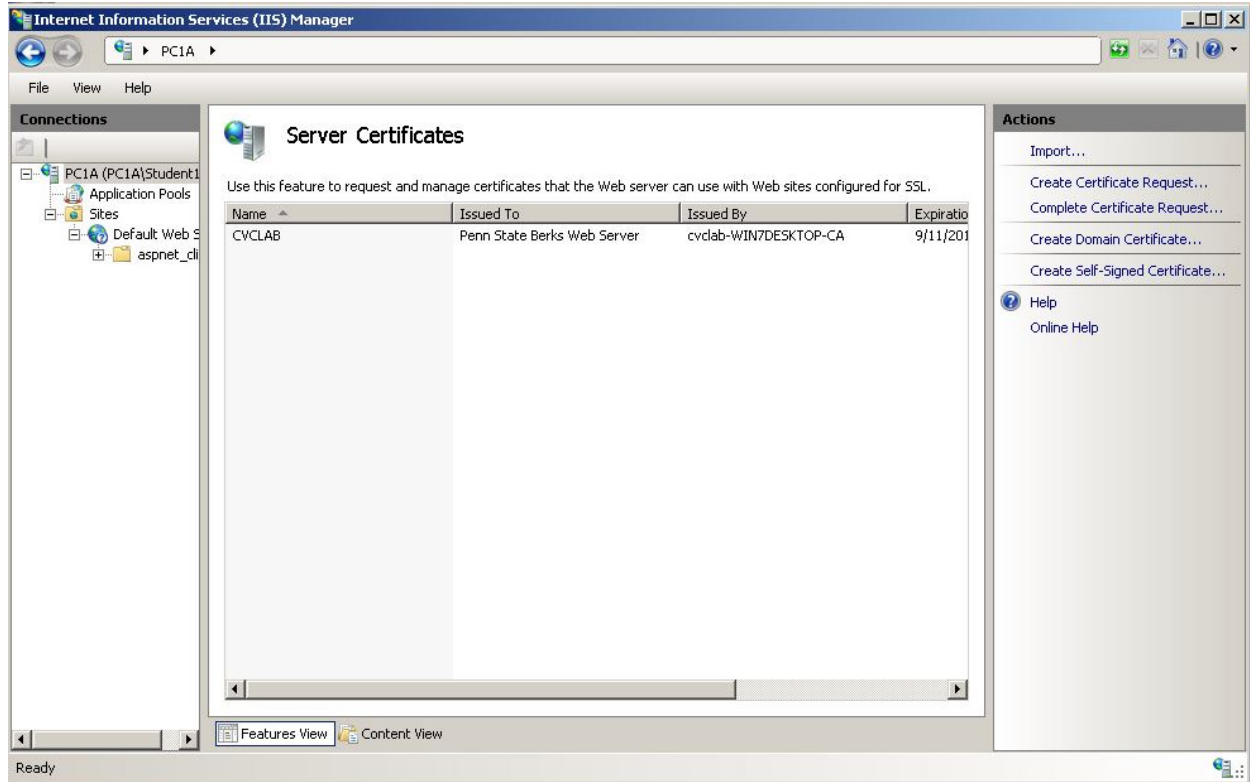 Internet Information Services (IIS) Manager
PC1A
File View Help
Connections
PC1A (PC1A\Student1
Application Pools
Sites
Default Web S
aspnet_cli
Server Certificates
Use this feature to request and manage certificates that the Web server can use with Web sites configured for SSL.
Name Issued To Issued By Expiratio
CVCLAB Penn State Berks Web Server cvclab-WIN7DESKTOP-CA 9/11/201
Features View Content View
Actions
Import...
Create Certificate Request...
Complete Certificate Request...
Create Domain Certificate...
Create Self-Signed Certificate...
Help
Online Help
Ready